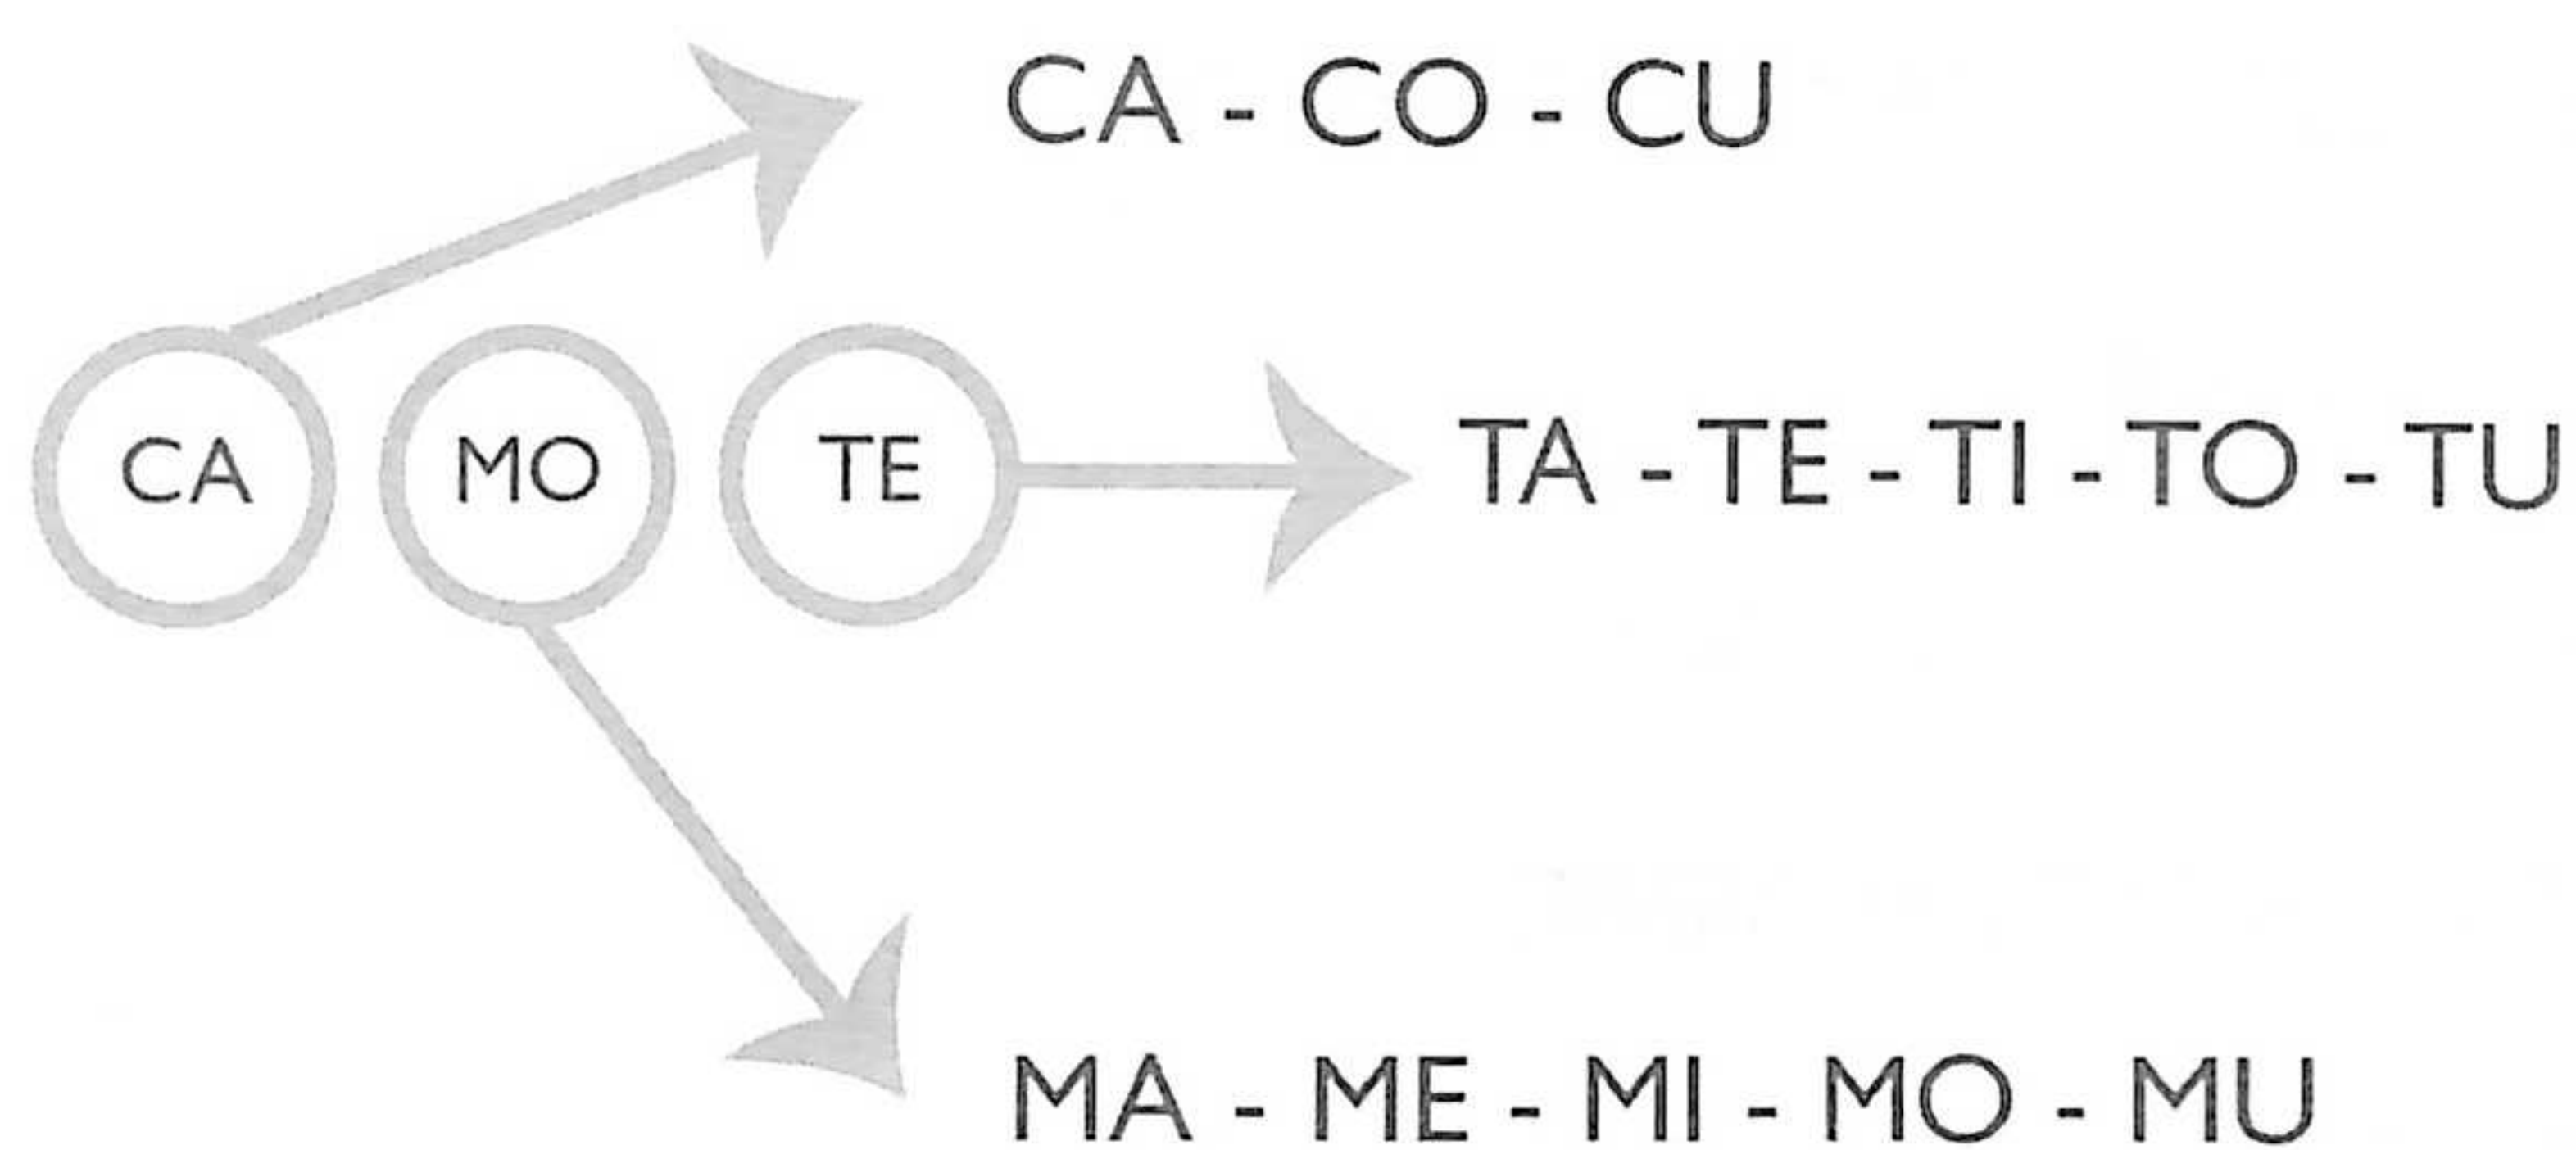 CA - CO - CU
CA MO TE
TA - TE - TI - TO - TU
MA - ME - MI - MO - MU